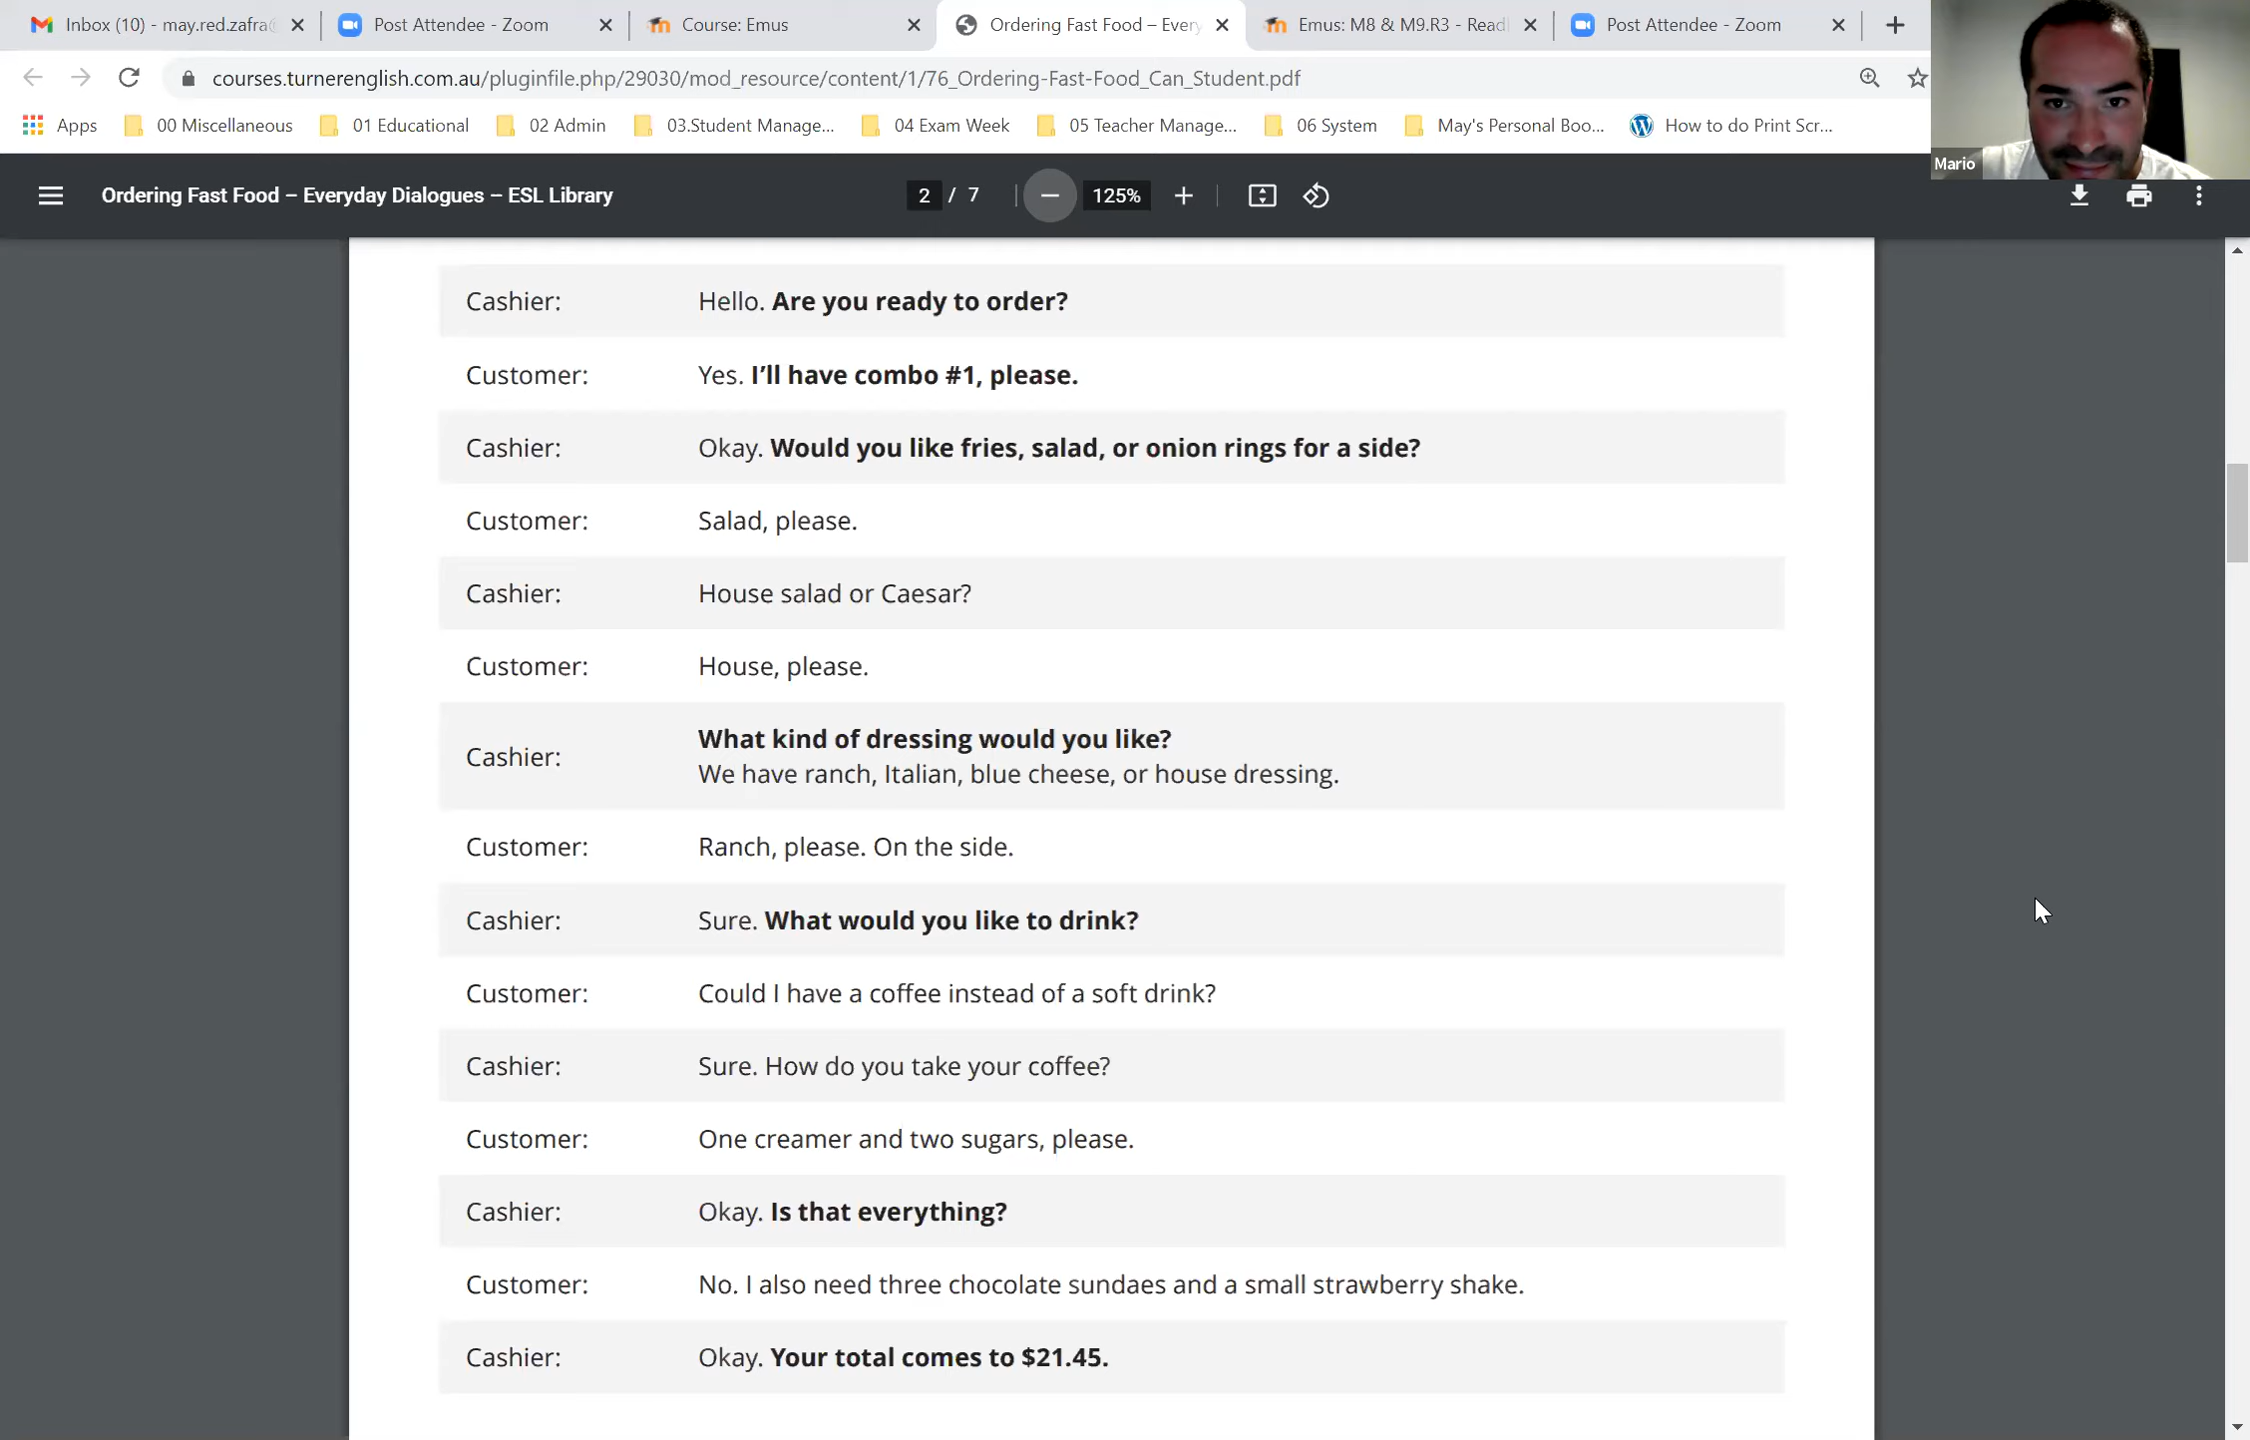 Inbox (10) - may.red.zafra@
Post Attendee - Zoom
Course: Emus
Ordering Fast Food – Every
Emus: M8 & M9.R3 - Readi
Post Attendee - Zoom
courses.turnerenglish.com.au/pluginfile.php/29030/mod_resource/content/1/76_Ordering-Fast-Food_Can_Student.pdf
Apps
00 Miscellaneous
01 Educational
02 Admin
03.Student Manage...
04 Exam Week
05 Teacher Manage...
06 System
May's Personal Boo...
How to do Print Scr...
Mario
Ordering Fast Food – Everyday Dialogues – ESL Library
2 / 7
125%
Cashier: Hello. Are you ready to order?
Customer: Yes. I'll have combo #1, please.
Cashier: Okay. Would you like fries, salad, or onion rings for a side?
Customer: Salad, please.
Cashier: House salad or Caesar?
Customer: House, please.
Cashier: What kind of dressing would you like?
We have ranch, Italian, blue cheese, or house dressing.
Customer: Ranch, please. On the side.
Cashier: Sure. What would you like to drink?
Customer: Could I have a coffee instead of a soft drink?
Cashier: Sure. How do you take your coffee?
Customer: One creamer and two sugars, please.
Cashier: Okay. Is that everything?
Customer: No. I also need three chocolate sundaes and a small strawberry shake.
Cashier: Okay. Your total comes to $21.45.